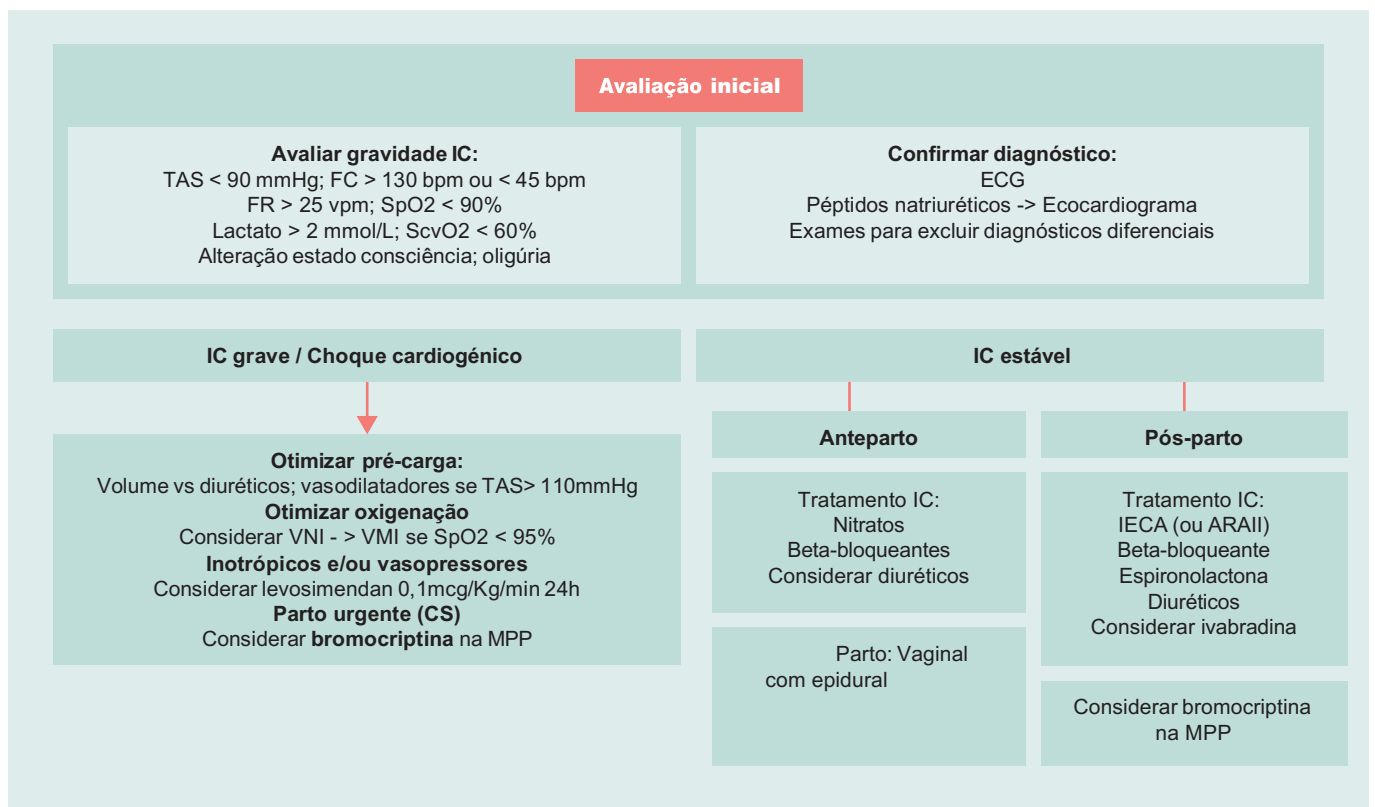 Avaliação inicial
Avaliar gravidade IC:
TAS < 90 mmHg; FC > 130 bpm ou < 45 bpm
FR > 25 vpm; SpO2 < 90%
Lactato > 2 mmol/L; ScvO2 < 60%
Alteração estado consciência; oligúria
Confirmar diagnóstico:
ECG
Péptidos natriuréticos -> Ecocardiograma
Exames para excluir diagnósticos diferenciais
IC grave / Choque cardiogénico
Otimizar pré-carga:
Volume vs diuréticos; vasodilatadores se TAS> 110mmHg
Otimizar oxigenação
Considerar VNI - > VMI se SpO2 < 95%
Inotrópicos e/ou vasopressores
Considerar levosimendan 0,1mcg/Kg/min 24h
Parto urgente (CS)
Considerar bromocriptina na MPP
IC estável
Anteparto
Tratamento IC:
Nitratos
Beta-bloqueantes
Considerar diuréticos
Parto: Vaginal
com epidural
Pós-parto
Tratamento IC:
IECA (ou ARAII)
Beta-bloqueante
Espironolactona
Diuréticos
Considerar ivabradina
Considerar bromocriptina
na MPP